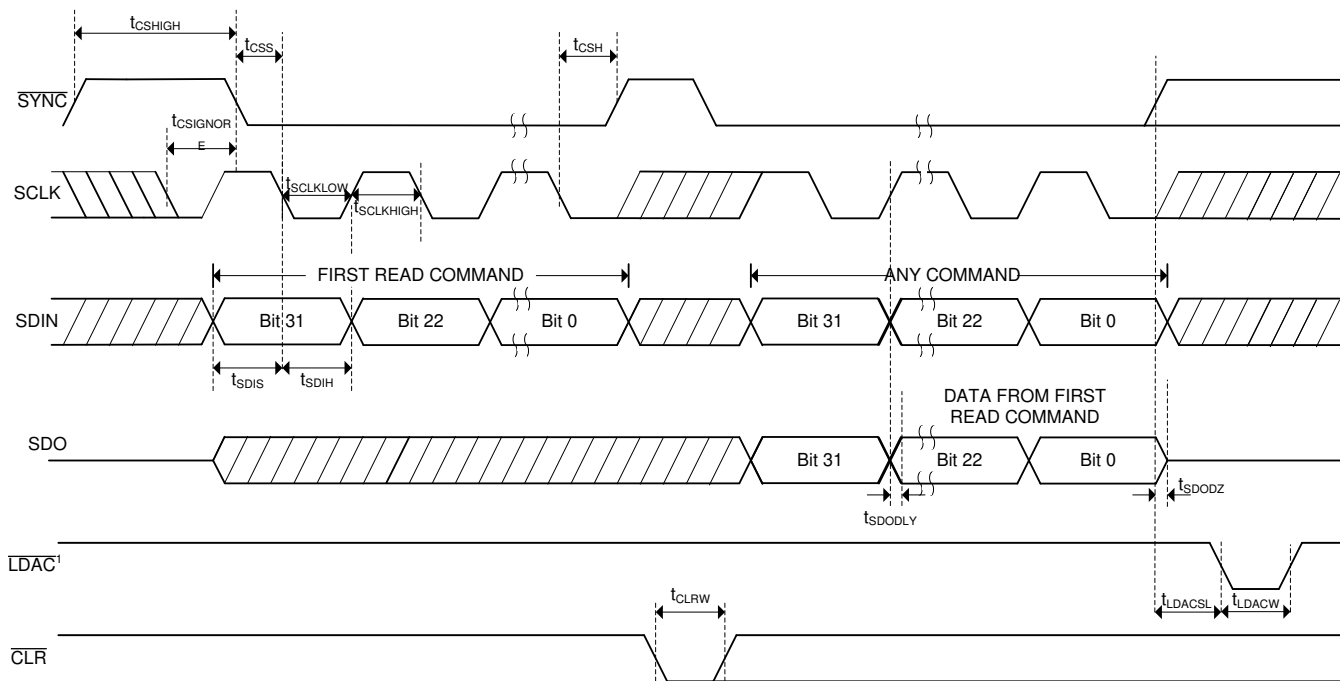 tCSHIGH
tCSS
tCSH
SYNC
tCSIGNOR
E
SCLK
tSCLKLOW
tSCLKHIGH
FIRST READ COMMAND
ANY COMMAND
SDIN
Bit 31
Bit 22
Bit 0
Bit 31
Bit 22
Bit 0
tSDIS
tSDIH
DATA FROM FIRST
READ COMMAND
SDO
Bit 31
Bit 22
Bit 0
tSDODLY
tSDODZ
LDAC¹
tLDACSL
tLDACW
tCLRW
CLR